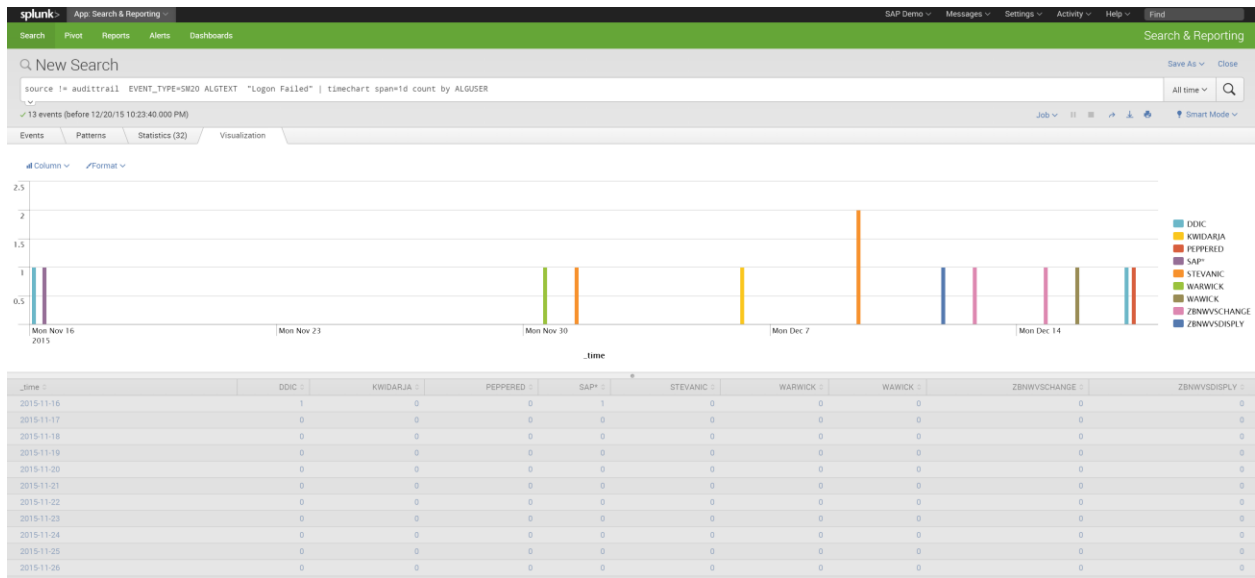 splunk> App: Search & Reporting SAP Demo Messages Settings Activity Help Find
Search Pivot Reports Alerts Dashboards Search & Reporting
New Search Save As Close
source != audittrail EVENT_TYPE=SM20 ALGTEXT "Logon Failed" | timechart span=1d count by ALGUSER All time
13 events (before 12/20/15 10:23:40.000 PM) Job Smart Mode
Events Patterns Statistics (32) Visualization
Column Format
2.5
2
1.5
1
0.5
DDIC
KWIDARJA
PEPPERED
SAP*
STEVANIC
WARWICK
WAWICK
ZBNWVSCHANGE
ZBNWVSDISPLY
Mon Nov 16 Mon Nov 23 Mon Nov 30 Mon Dec 7 Mon Dec 14
2015
_time
_time DDIC KWIDARJA PEPPERED SAP* STEVANIC WARWICK WAWICK ZBNWVSCHANGE ZBNWVSDISPLY
2015-11-16 1 0 0 1 0 0 0 0 0
2015-11-17 0 0 0 0 0 0 0 0 0
2015-11-18 0 0 0 0 0 0 0 0 0
2015-11-19 0 0 0 0 0 0 0 0 0
2015-11-20 0 0 0 0 0 0 0 0 0
2015-11-21 0 0 0 0 0 0 0 0 0
2015-11-22 0 0 0 0 0 0 0 0 0
2015-11-23 0 0 0 0 0 0 0 0 0
2015-11-24 0 0 0 0 0 0 0 0 0
2015-11-25 0 0 0 0 0 0 0 0 0
2015-11-26 0 0 0 0 0 0 0 0 0